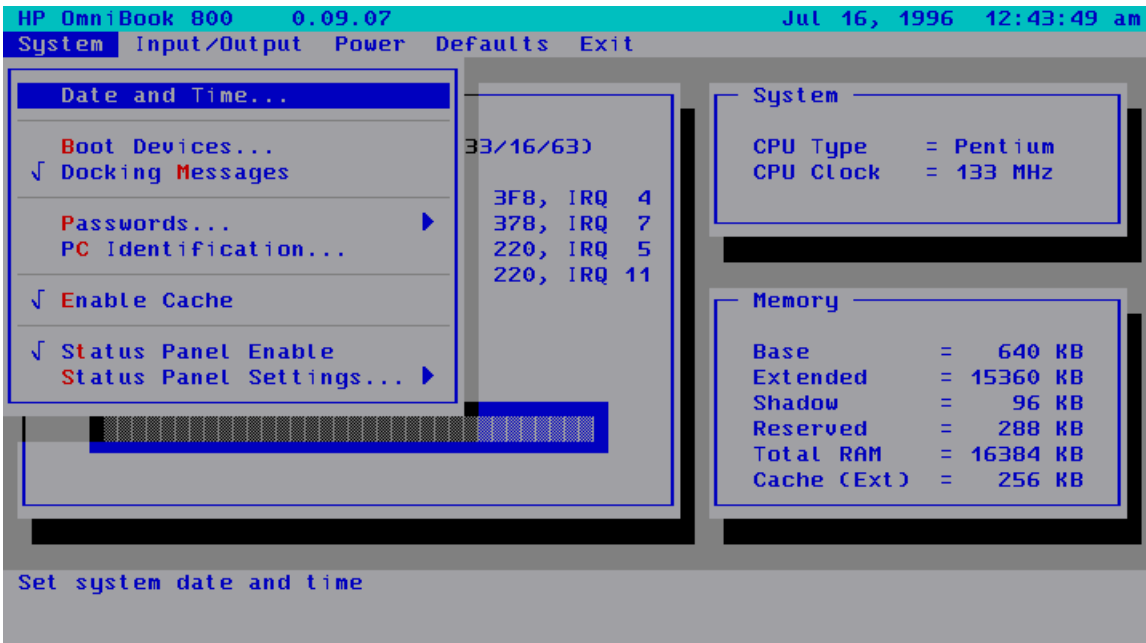 HP OmniBook 800 0.09.07 Jul 16, 1996 12:43:49 am
System Input/Output Power Defaults Exit
Date and Time...
Boot Devices...
√ Docking Messages
Passwords...
PC Identification...
√ Enable Cache
√ Status Panel Enable
Status Panel Settings...
33/16/63)
3F8, IRQ 4
378, IRQ 7
220, IRQ 5
220, IRQ 11
System
CPU Type = Pentium
CPU Clock = 133 MHz
Memory
Base = 640 KB
Extended = 15360 KB
Shadow = 96 KB
Reserved = 288 KB
Total RAM = 16384 KB
Cache (Ext) = 256 KB
Set system date and time